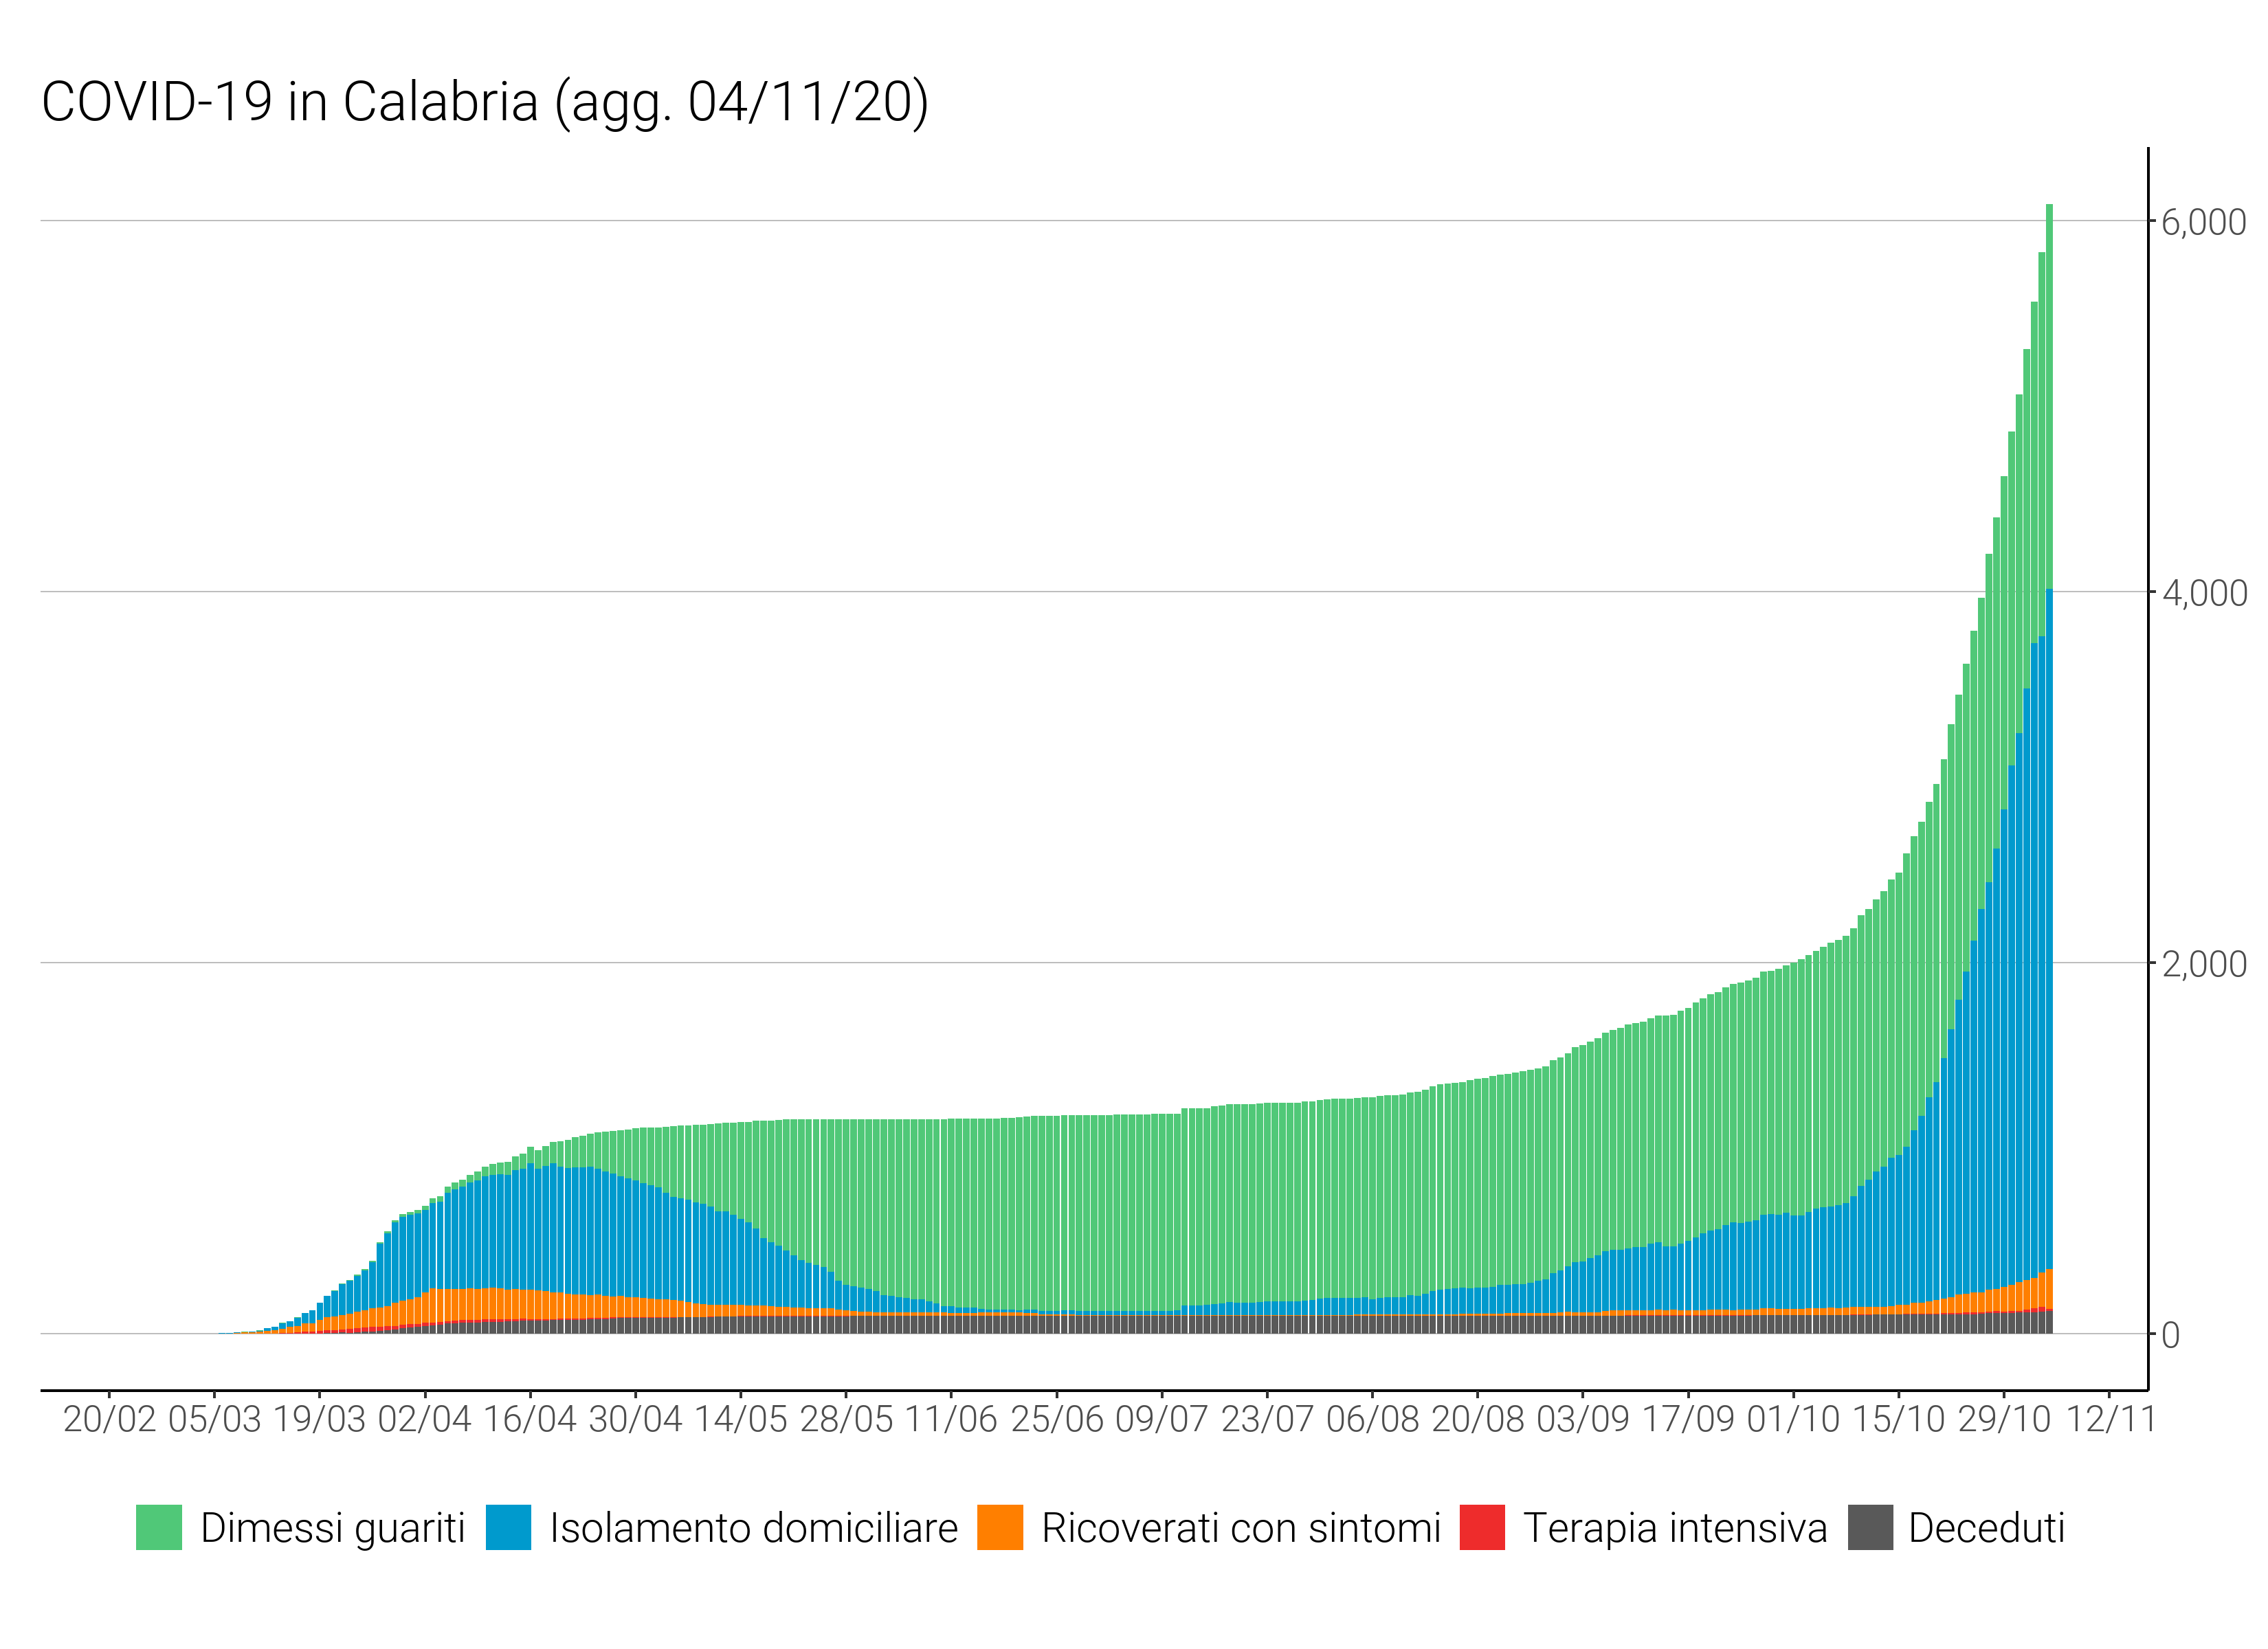 COVID-19 in Calabria (agg. 04/11/20)
6,000
4,000
2,000
0
20/02 05/03 19/03 02/04 16/04 30/04 14/05 28/05 11/06 25/06 09/07 23/07 06/08 20/08 03/09 17/09 01/10 15/10 29/10 12/11
Dimessi guariti Isolamento domiciliare Ricoverati con sintomi Terapia intensiva Deceduti